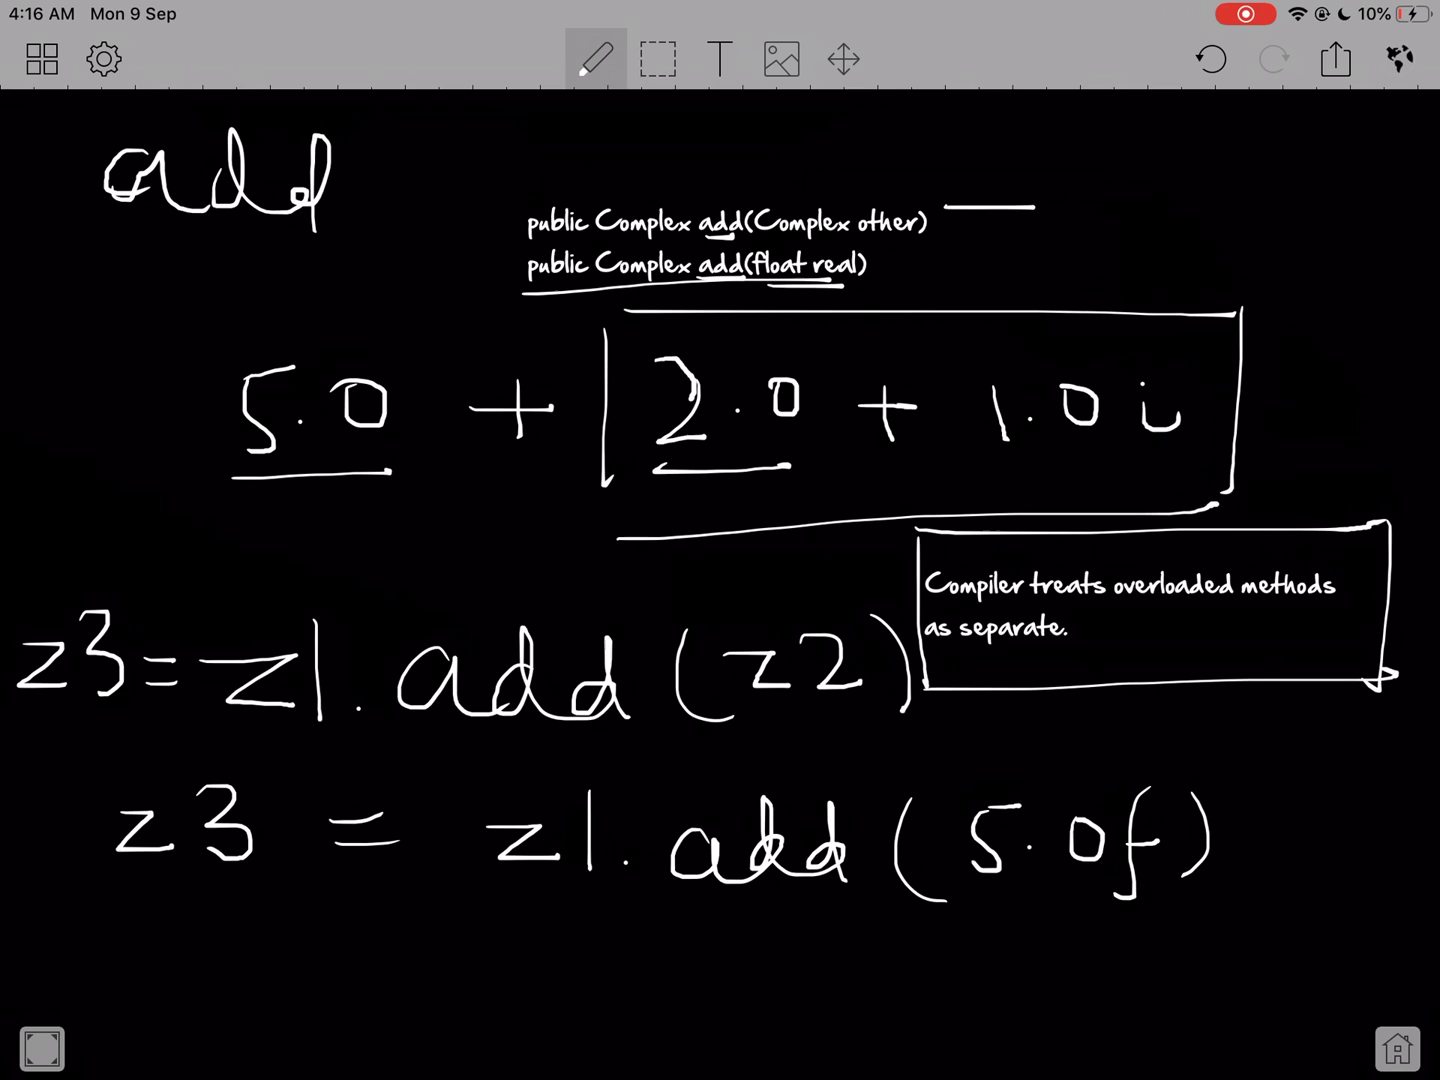 4:16 AM Mon 9 Sep 10%
T
add
public Complex add(Complex other)
public Complex add(float real)
5.0 + 2.0 + 1.0i
Compiler treats overloaded methods
as separate.
z3 = z1.add(z2)
z3 = z1.add(5.0f)